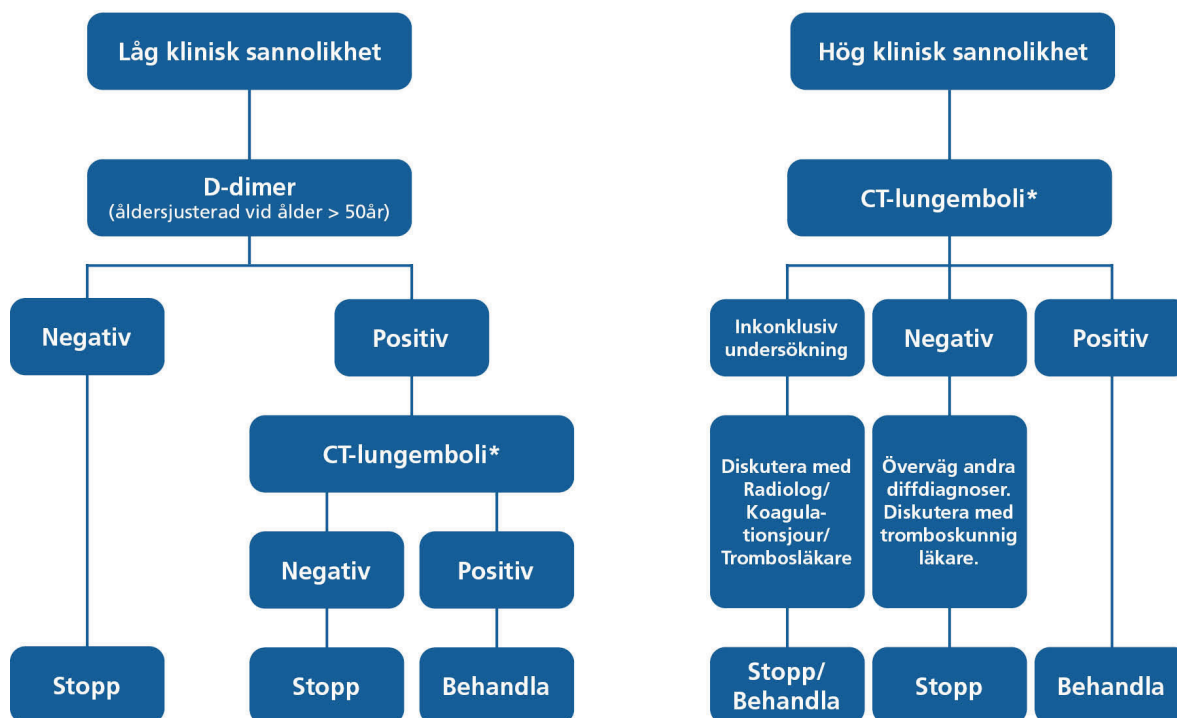 Låg klinisk sannolikhet
D-dimer
(åldersjusterad vid ålder > 50år)
Negativ
Positiv
CT-lungemboli*
Negativ
Positiv
Stopp
Stopp
Behandla
Hög klinisk sannolikhet
CT-lungemboli*
Inkonklusiv
undersökning
Negativ
Positiv
Diskutera med
Radiolog/
Koagula-
tionsjour/
Trombosläkare
Överväg andra
diffdiagnoser.
Diskutera med
tromboskunnig
läkare.
Stopp/
Behandla
Stopp
Behandla